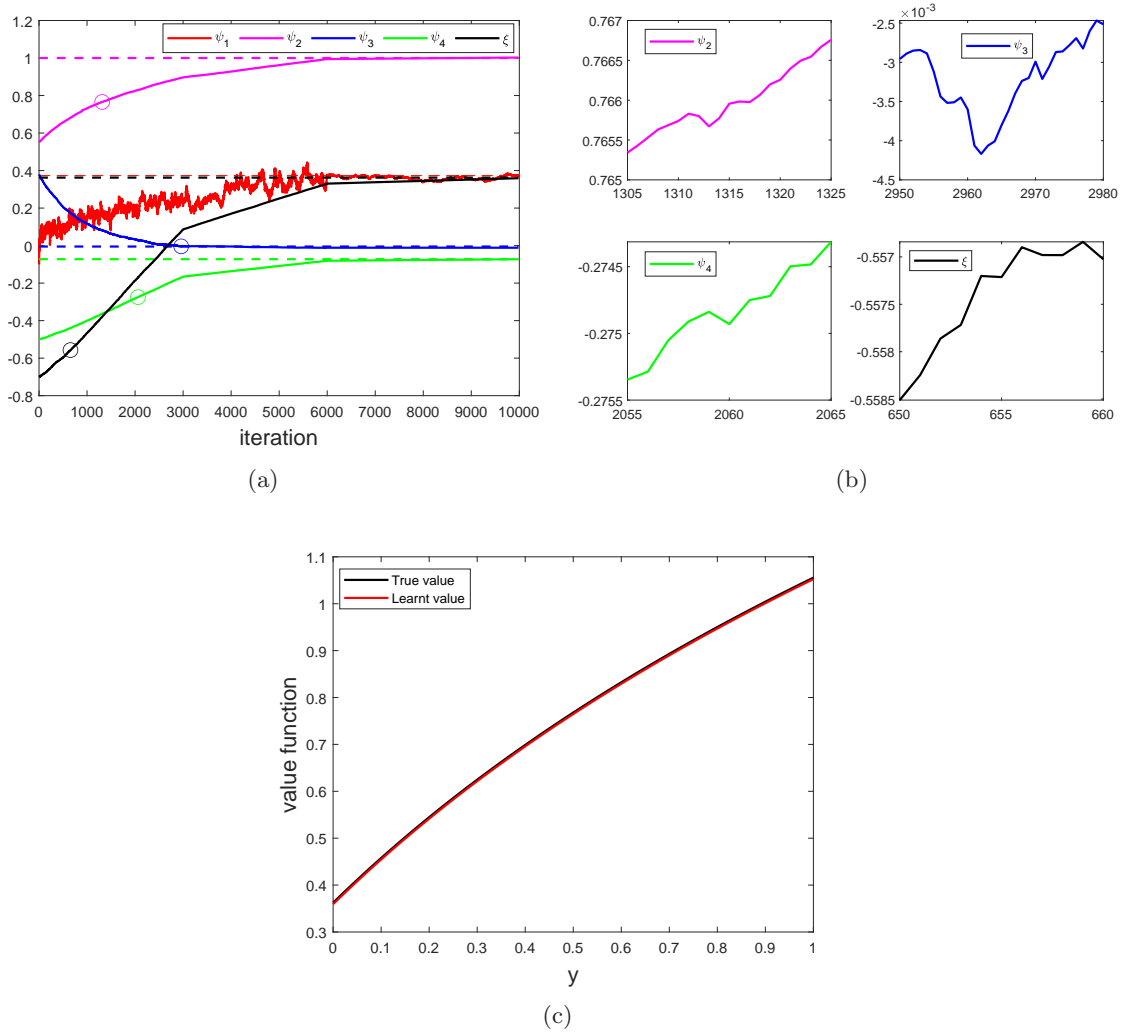 1.2
1
0.8
0.6
0.4
0.2
0
-0.2
-0.4
-0.6
-0.8
ψ1 ψ2 ψ3 ψ4 ξ
0 1000 2000 3000 4000 5000 6000 7000 8000 9000 10000
iteration
(a)
0.767
0.7665
0.766
0.7655
0.765
ψ2
1305 1310 1315 1320 1325
×10-3
-2.5
-3
-3.5
-4
-4.5
ψ3
2950 2960 2970 2980
-0.2745
-0.275
-0.2755
ψ4
2055 2060 2065
-0.557
-0.5575
-0.558
-0.5585
ξ
650 655 660
(b)
1.1
1
0.9
0.8
0.7
0.6
0.5
0.4
0.3
value function
True value
Learnt value
0 0.1 0.2 0.3 0.4 0.5 0.6 0.7 0.8 0.9 1
y
(c)